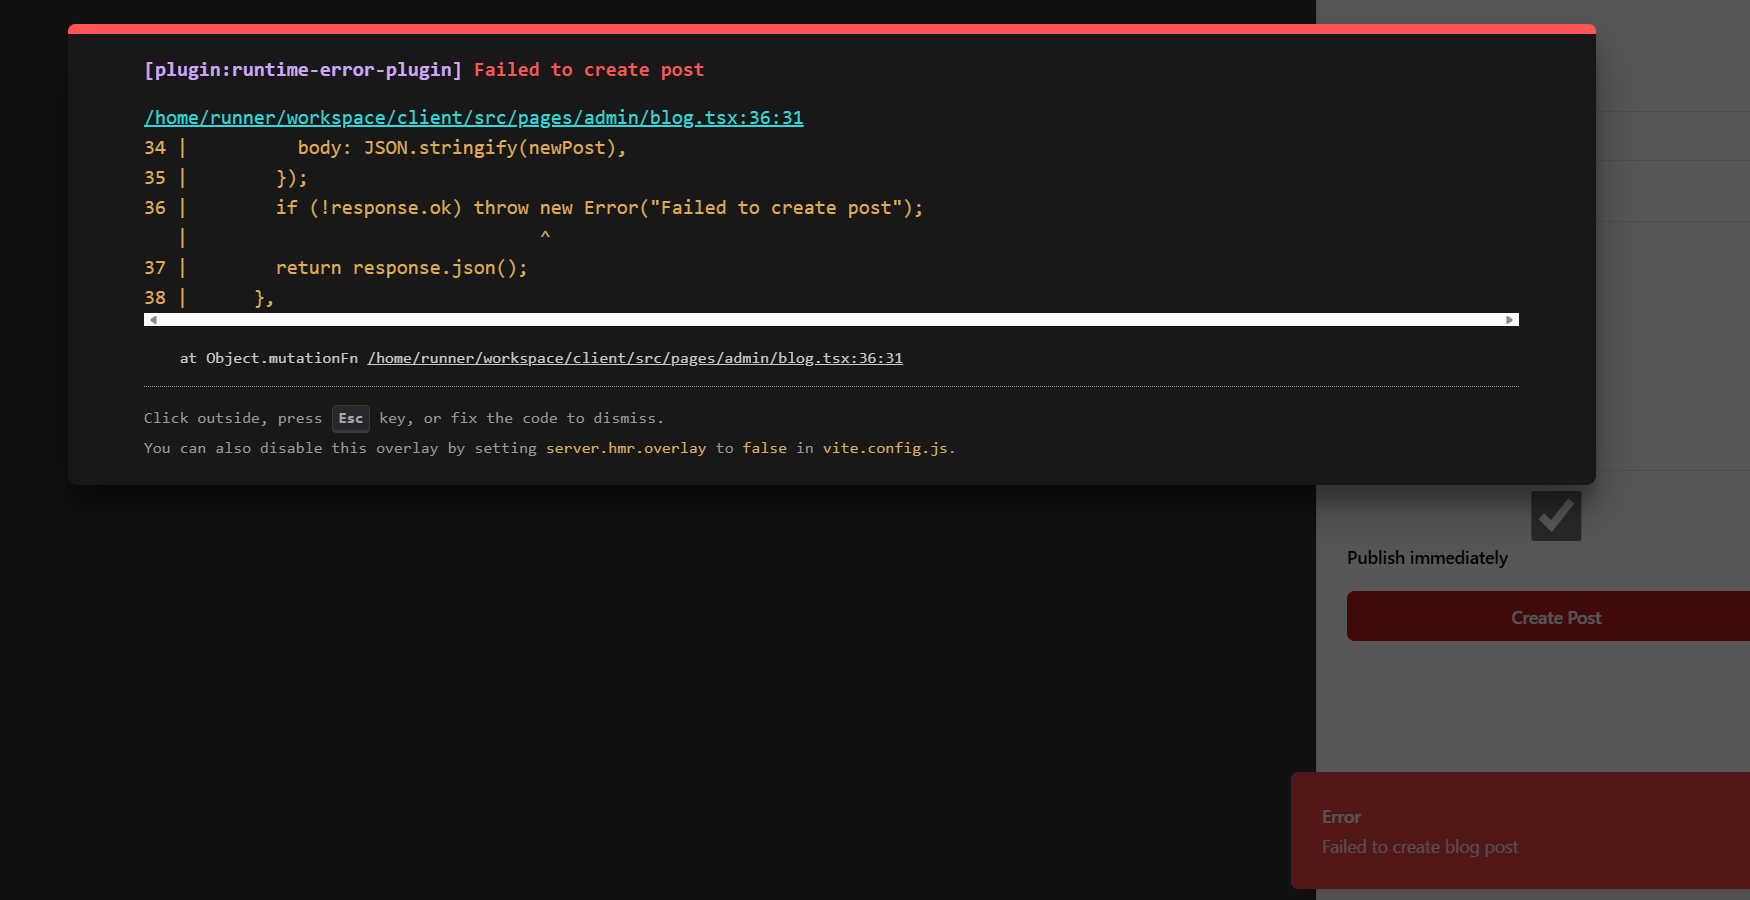 [plugin:runtime-error-plugin] Failed to create post
/home/runner/workspace/client/src/pages/admin/blog.tsx:36:31
34 |          body: JSON.stringify(newPost),
35 |        });
36 |        if (!response.ok) throw new Error("Failed to create post");
   |                                ^
37 |        return response.json();
38 |      },
at Object.mutationFn /home/runner/workspace/client/src/pages/admin/blog.tsx:36:31
Click outside, press Esc key, or fix the code to dismiss.
You can also disable this overlay by setting server.hmr.overlay to false in vite.config.js.
Publish immediately
Create Post
Error
Failed to create blog post